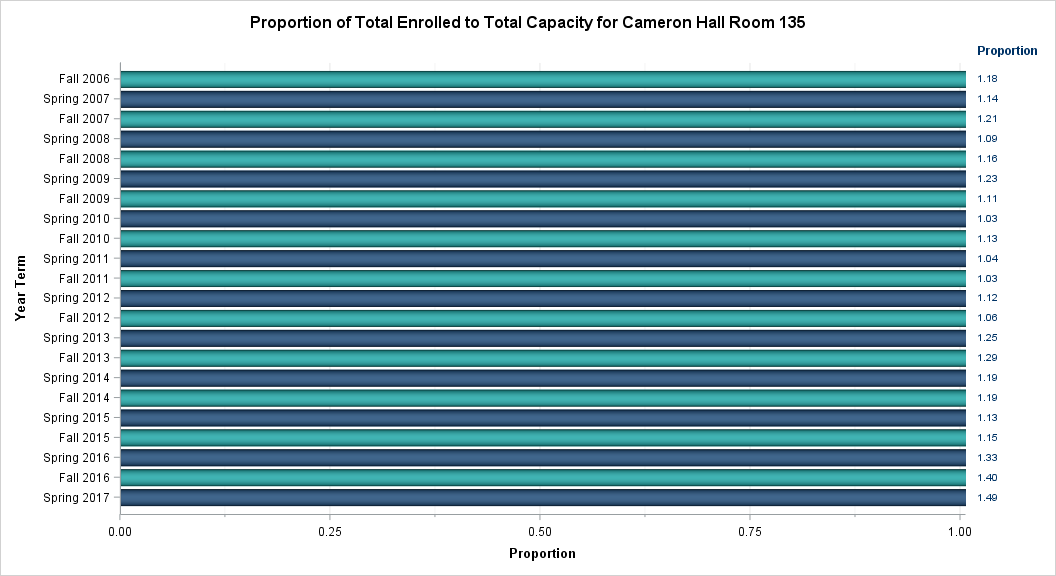 Proportion of Total Enrolled to Total Capacity for Cameron Hall Room 135
Proportion
Fall 2006 1.18
Spring 2007 1.14
Fall 2007 1.21
Spring 2008 1.09
Fall 2008 1.16
Spring 2009 1.23
Fall 2009 1.11
Spring 2010 1.03
Fall 2010 1.13
Spring 2011 1.04
Fall 2011 1.03
Spring 2012 1.12
Fall 2012 1.06
Spring 2013 1.25
Fall 2013 1.29
Spring 2014 1.19
Fall 2014 1.19
Spring 2015 1.13
Fall 2015 1.15
Spring 2016 1.33
Fall 2016 1.40
Spring 2017 1.49
Year Term
0.00 0.25 0.50 0.75 1.00
Proportion